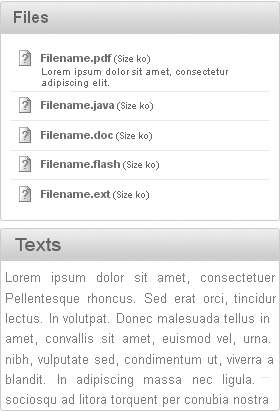 Files
Filename.pdf (Size ko)
Lorem ipsum dolor sit amet, consectetur
adipiscing elit.
Filename.java (Size ko)
Filename.doc (Size ko)
Filename.flash (Size ko)
Filename.ext (Size ko)
Texts
Lorem ipsum dolor sit amet, consectetuer
Pellentesque rhoncus. Sed erat orci, tincidur
lectus. In volutpat. Donec malesuada tellus in
amet, convallis sit amet, euismod vel, urna.
nibh, vulputate sed, condimentum ut, viverra a
blandit. In adipiscing massa nec ligula.
sociosqu ad litora torquent per conubia nostra